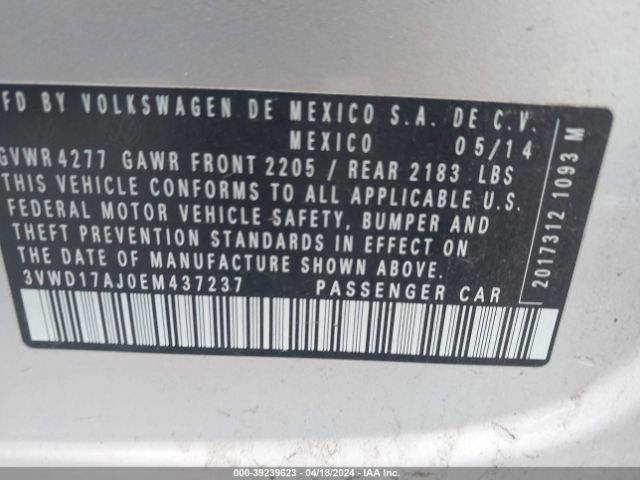 FD BY VOLKSWAGEN DE MEXICO S.A. DE C.V.
MEXICO 05/14
GVWR 4277 GAWR FRONT 2205 / REAR 2183 LBS
THIS VEHICLE CONFORMS TO ALL APPLICABLE U.S.
FEDERAL MOTOR VEHICLE SAFETY, BUMPER AND
THEFT PREVENTION STANDARDS IN EFFECT ON
THE DATE OF MANUFACTURE SHOWN ABOVE.
3VWD17AJ0EM437237 PASSENGER CAR
2017312 1093 M
000-39239623 - 04/18/2024 - IAAI.COM